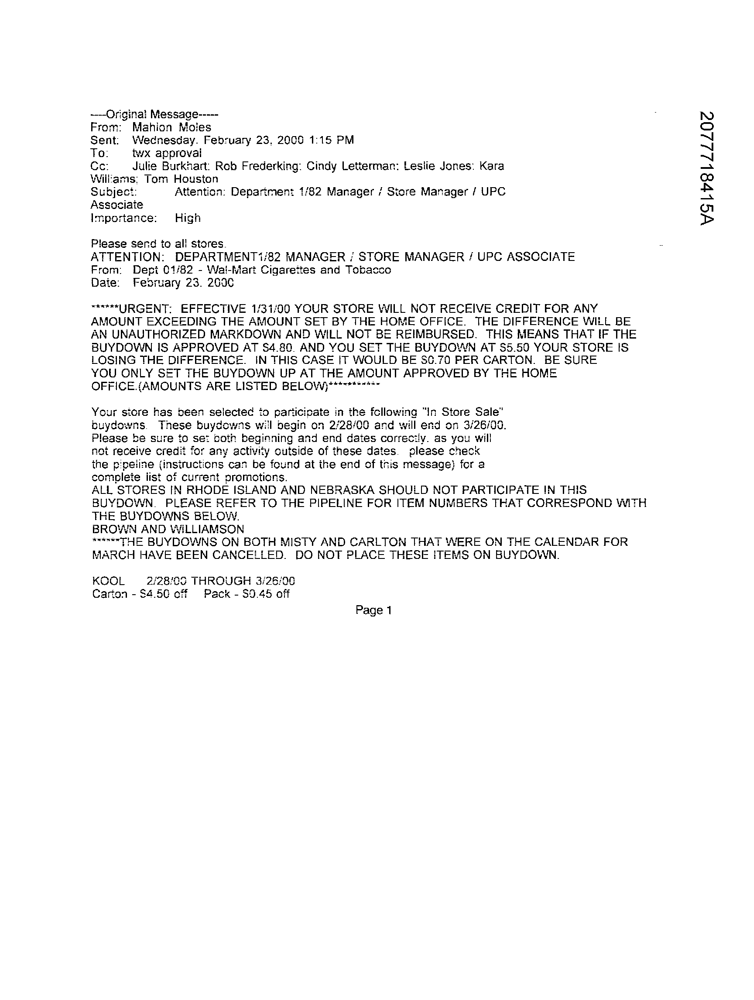 ----Original Message-----
From: Mahlon Moles
Sent: Wednesday, February 23, 2000 1:15 PM
To: twx approval
Cc: Julie Burkhart; Rob Frederking; Cindy Letterman; Leslie Jones; Kara
Williams; Tom Houston
Subject: Attention: Department 1/82 Manager / Store Manager / UPC
Associate
Importance: High
Please send to all stores.
ATTENTION: DEPARTMENT1/82 MANAGER / STORE MANAGER / UPC ASSOCIATE
From: Dept 01/82 - Wal-Mart Cigarettes and Tobacco
Date: February 23, 2000
******URGENT: EFFECTIVE 1/31/00 YOUR STORE WILL NOT RECEIVE CREDIT FOR ANY
AMOUNT EXCEEDING THE AMOUNT SET BY THE HOME OFFICE. THE DIFFERENCE WILL BE
AN UNAUTHORIZED MARKDOWN AND WILL NOT BE REIMBURSED. THIS MEANS THAT IF THE
BUYDOWN IS APPROVED AT $4.80, AND YOU SET THE BUYDOWN AT $5.50 YOUR STORE IS
LOSING THE DIFFERENCE. IN THIS CASE IT WOULD BE $0.70 PER CARTON. BE SURE
YOU ONLY SET THE BUYDOWN UP AT THE AMOUNT APPROVED BY THE HOME
OFFICE.(AMOUNTS ARE LISTED BELOW)***********
Your store has been selected to participate in the following "In Store Sale"
buydowns. These buydowns will begin on 2/28/00 and will end on 3/26/00.
Please be sure to set both beginning and end dates correctly, as you will
not receive credit for any activity outside of these dates. please check
the pipeline (instructions can be found at the end of this message) for a
complete list of current promotions.
ALL STORES IN RHODE ISLAND AND NEBRASKA SHOULD NOT PARTICIPATE IN THIS
BUYDOWN. PLEASE REFER TO THE PIPELINE FOR ITEM NUMBERS THAT CORRESPOND WITH
THE BUYDOWNS BELOW.
BROWN AND WILLIAMSON
******THE BUYDOWNS ON BOTH MISTY AND CARLTON THAT WERE ON THE CALENDAR FOR
MARCH HAVE BEEN CANCELLED. DO NOT PLACE THESE ITEMS ON BUYDOWN.
KOOL 2/28/00 THROUGH 3/26/00
Carton - $4.50 off Pack - $0.45 off
Page 1
2077718415A